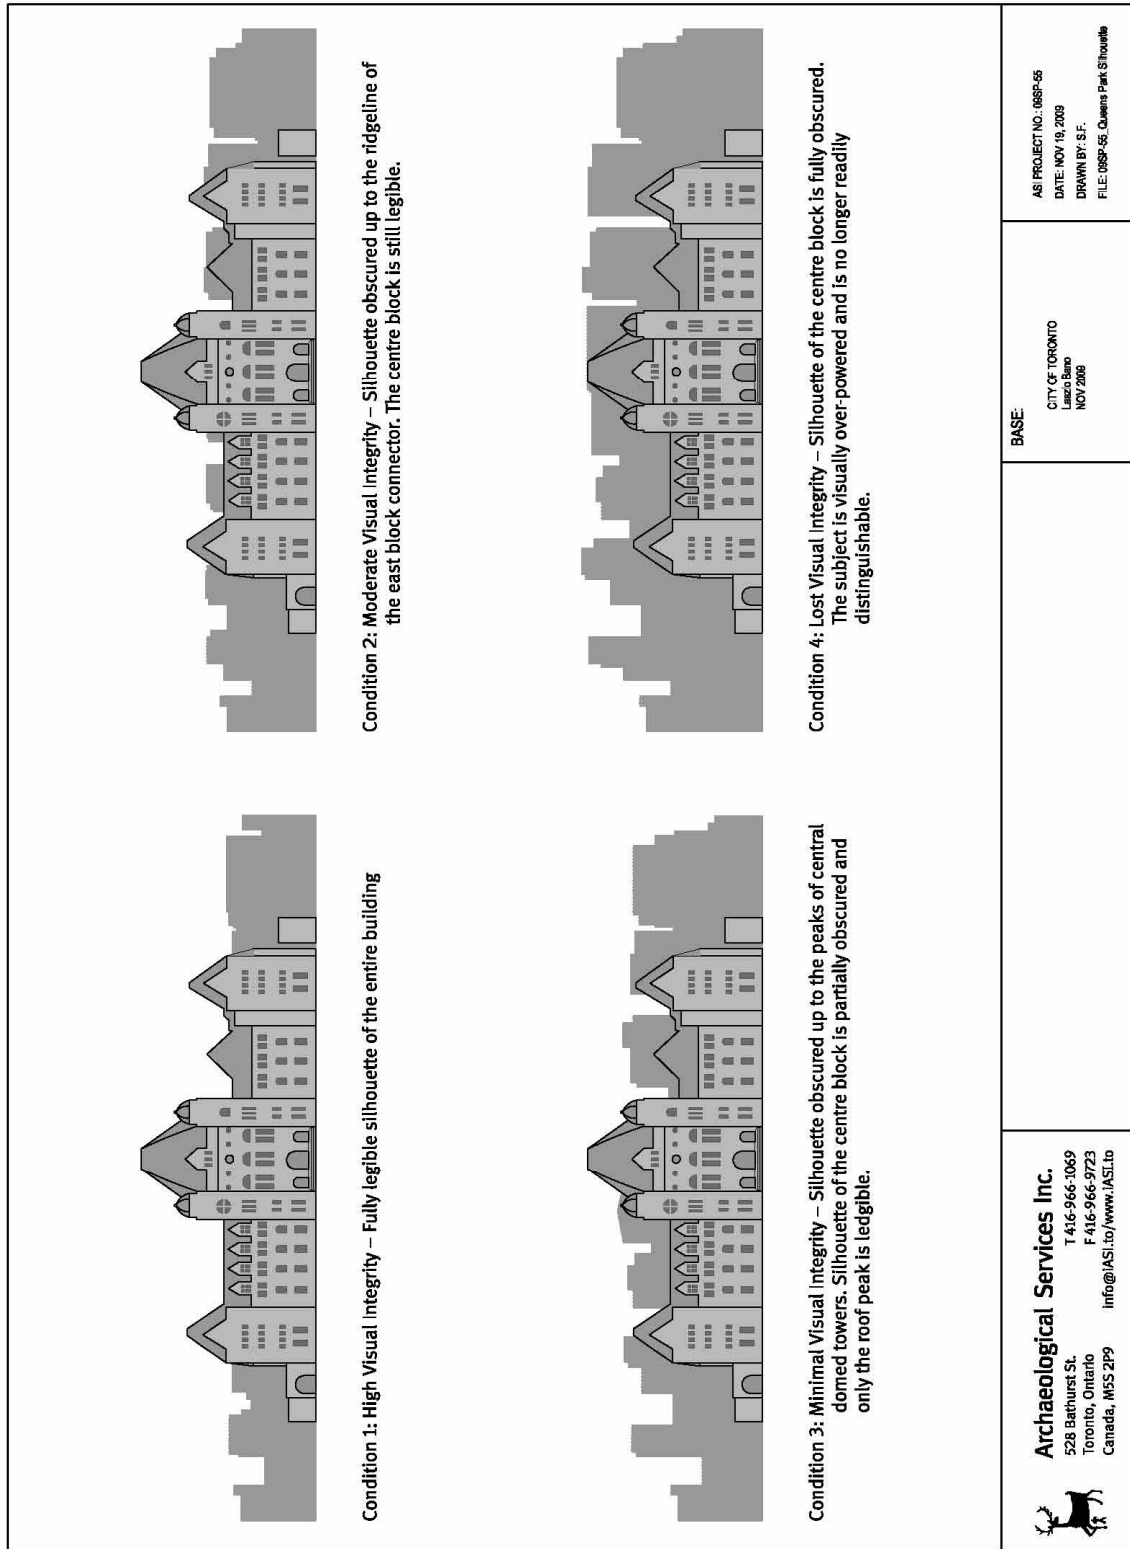 Condition 1: High Visual Integrity – Fully legible silhouette of the entire building
Condition 2: Moderate Visual Integrity – Silhouette obscured up to the ridgeline of
the east block connector. The centre block is still legible.
Condition 3: Minimal Visual Integrity – Silhouette obscured up to the peaks of central
domed towers. Silhouette of the centre block is partially obscured and
only the roof peak is ledgible.
Condition 4: Lost Visual Integrity – Silhouette of the centre block is fully obscured.
The subject is visually over-powered and is no longer readily
distinguishable.
Archaeological Services Inc.
528 Bathurst St. T 416-966-1069
Toronto, Ontario F 416-966-9723
Canada, M5S 2P9 info@iASI.to/www.iASI.to
BASE:
CITY OF TORONTO
NOV 2009
ASI PROJECT NO.: 09SP-55
DATE: NOV 19, 2009
DRAWN BY: S.F.
FILE: 09SP-55_Queens Park Silhouette